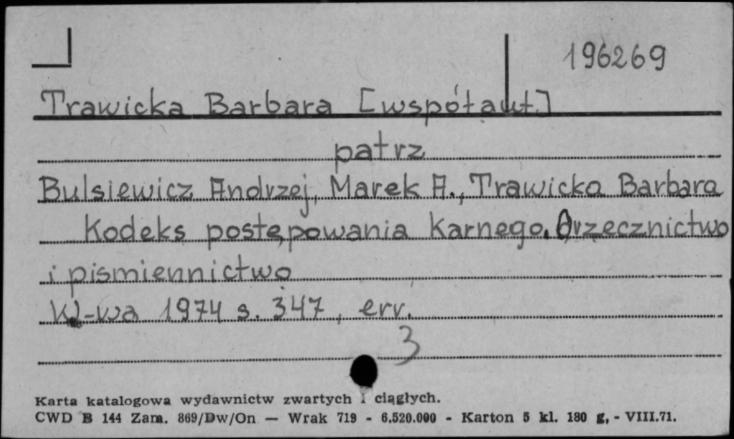 196269
Trawicka Barbara [współaut.]
patrz
Bulsiewicz Andrzej, Marek A., Trawicka Barbara
Kodeks postępowania karnego. Orzecznictwo
i pismiennictwo
W-wa 1974 s. 347, err.
3
Karta katalogowa wydawnictw zwartych i ciągłych.
CWD B 144 Zam. 869/Dw/On — Wrak 719 - 6.520.000 - Karton 5 kl. 180 g, - VIII.71.